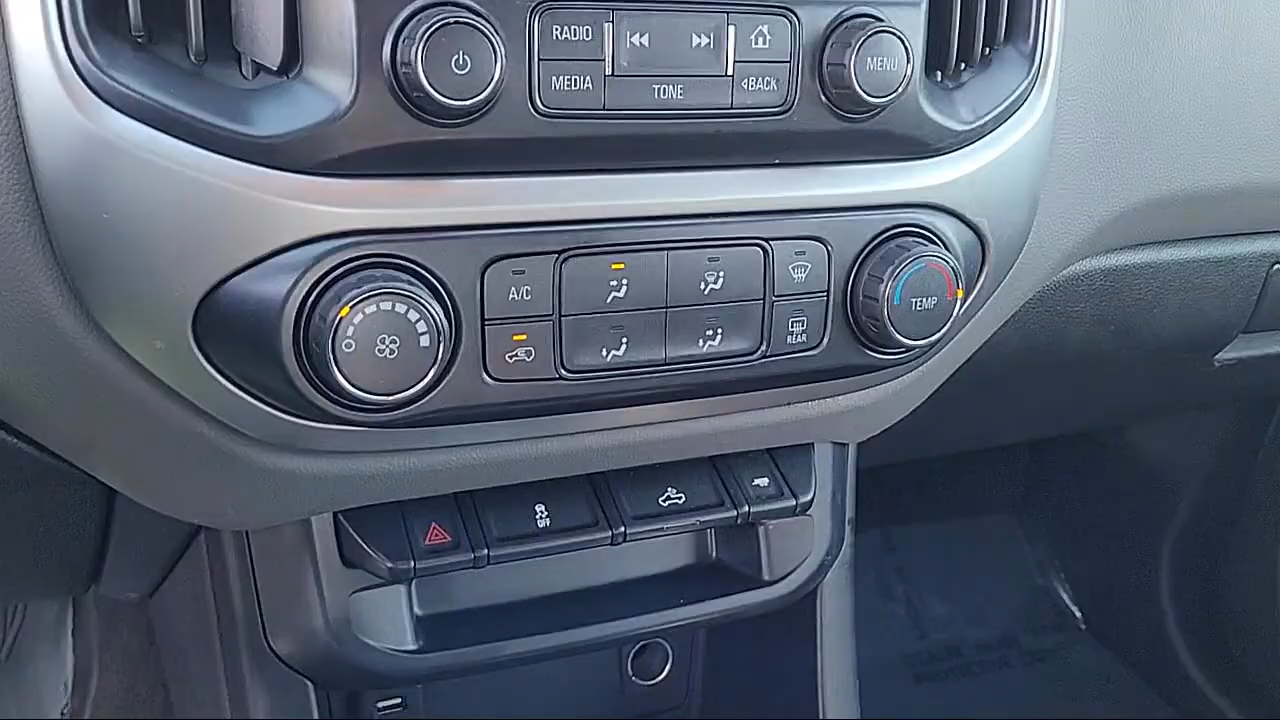 RADIO
MEDIA
TONE
BACK
MENU
A/C
REAR
TEMP
OFF